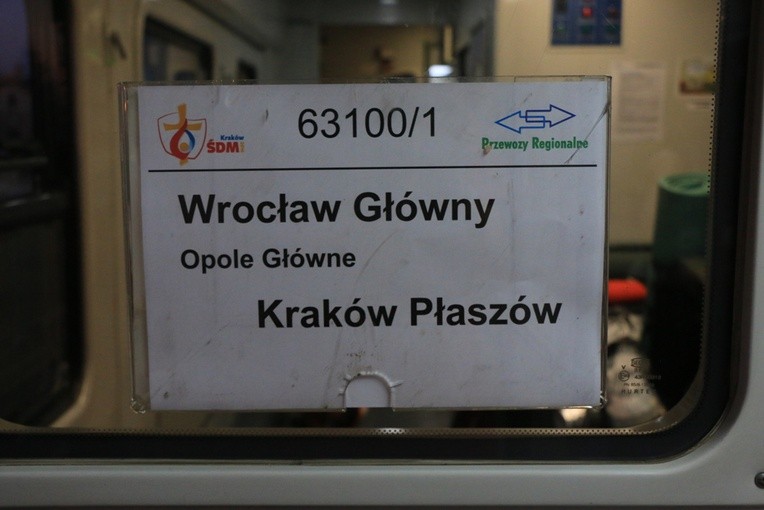 63100/1
Kraków
ŚDM
Przewozy Regionalne
Wrocław Główny
Opole Główne
Kraków Płaszów